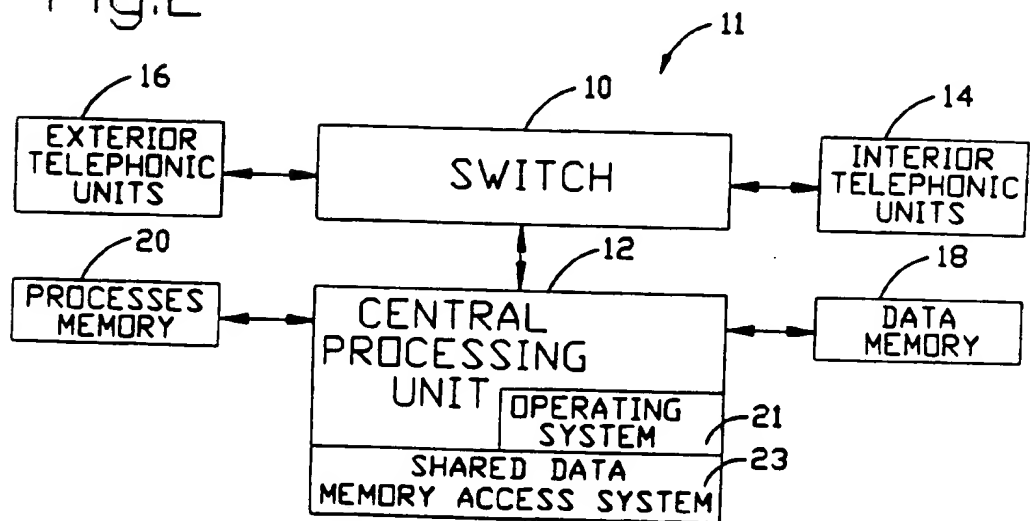 Fig.2
11
16
10
14
EXTERIOR
TELEPHONIC
UNITS
SWITCH
INTERIOR
TELEPHONIC
UNITS
20
12
18
PROCESSES
MEMORY
CENTRAL
PROCESSING
UNIT
DATA
MEMORY
OPERATING
SYSTEM
21
SHARED DATA
MEMORY ACCESS SYSTEM
23